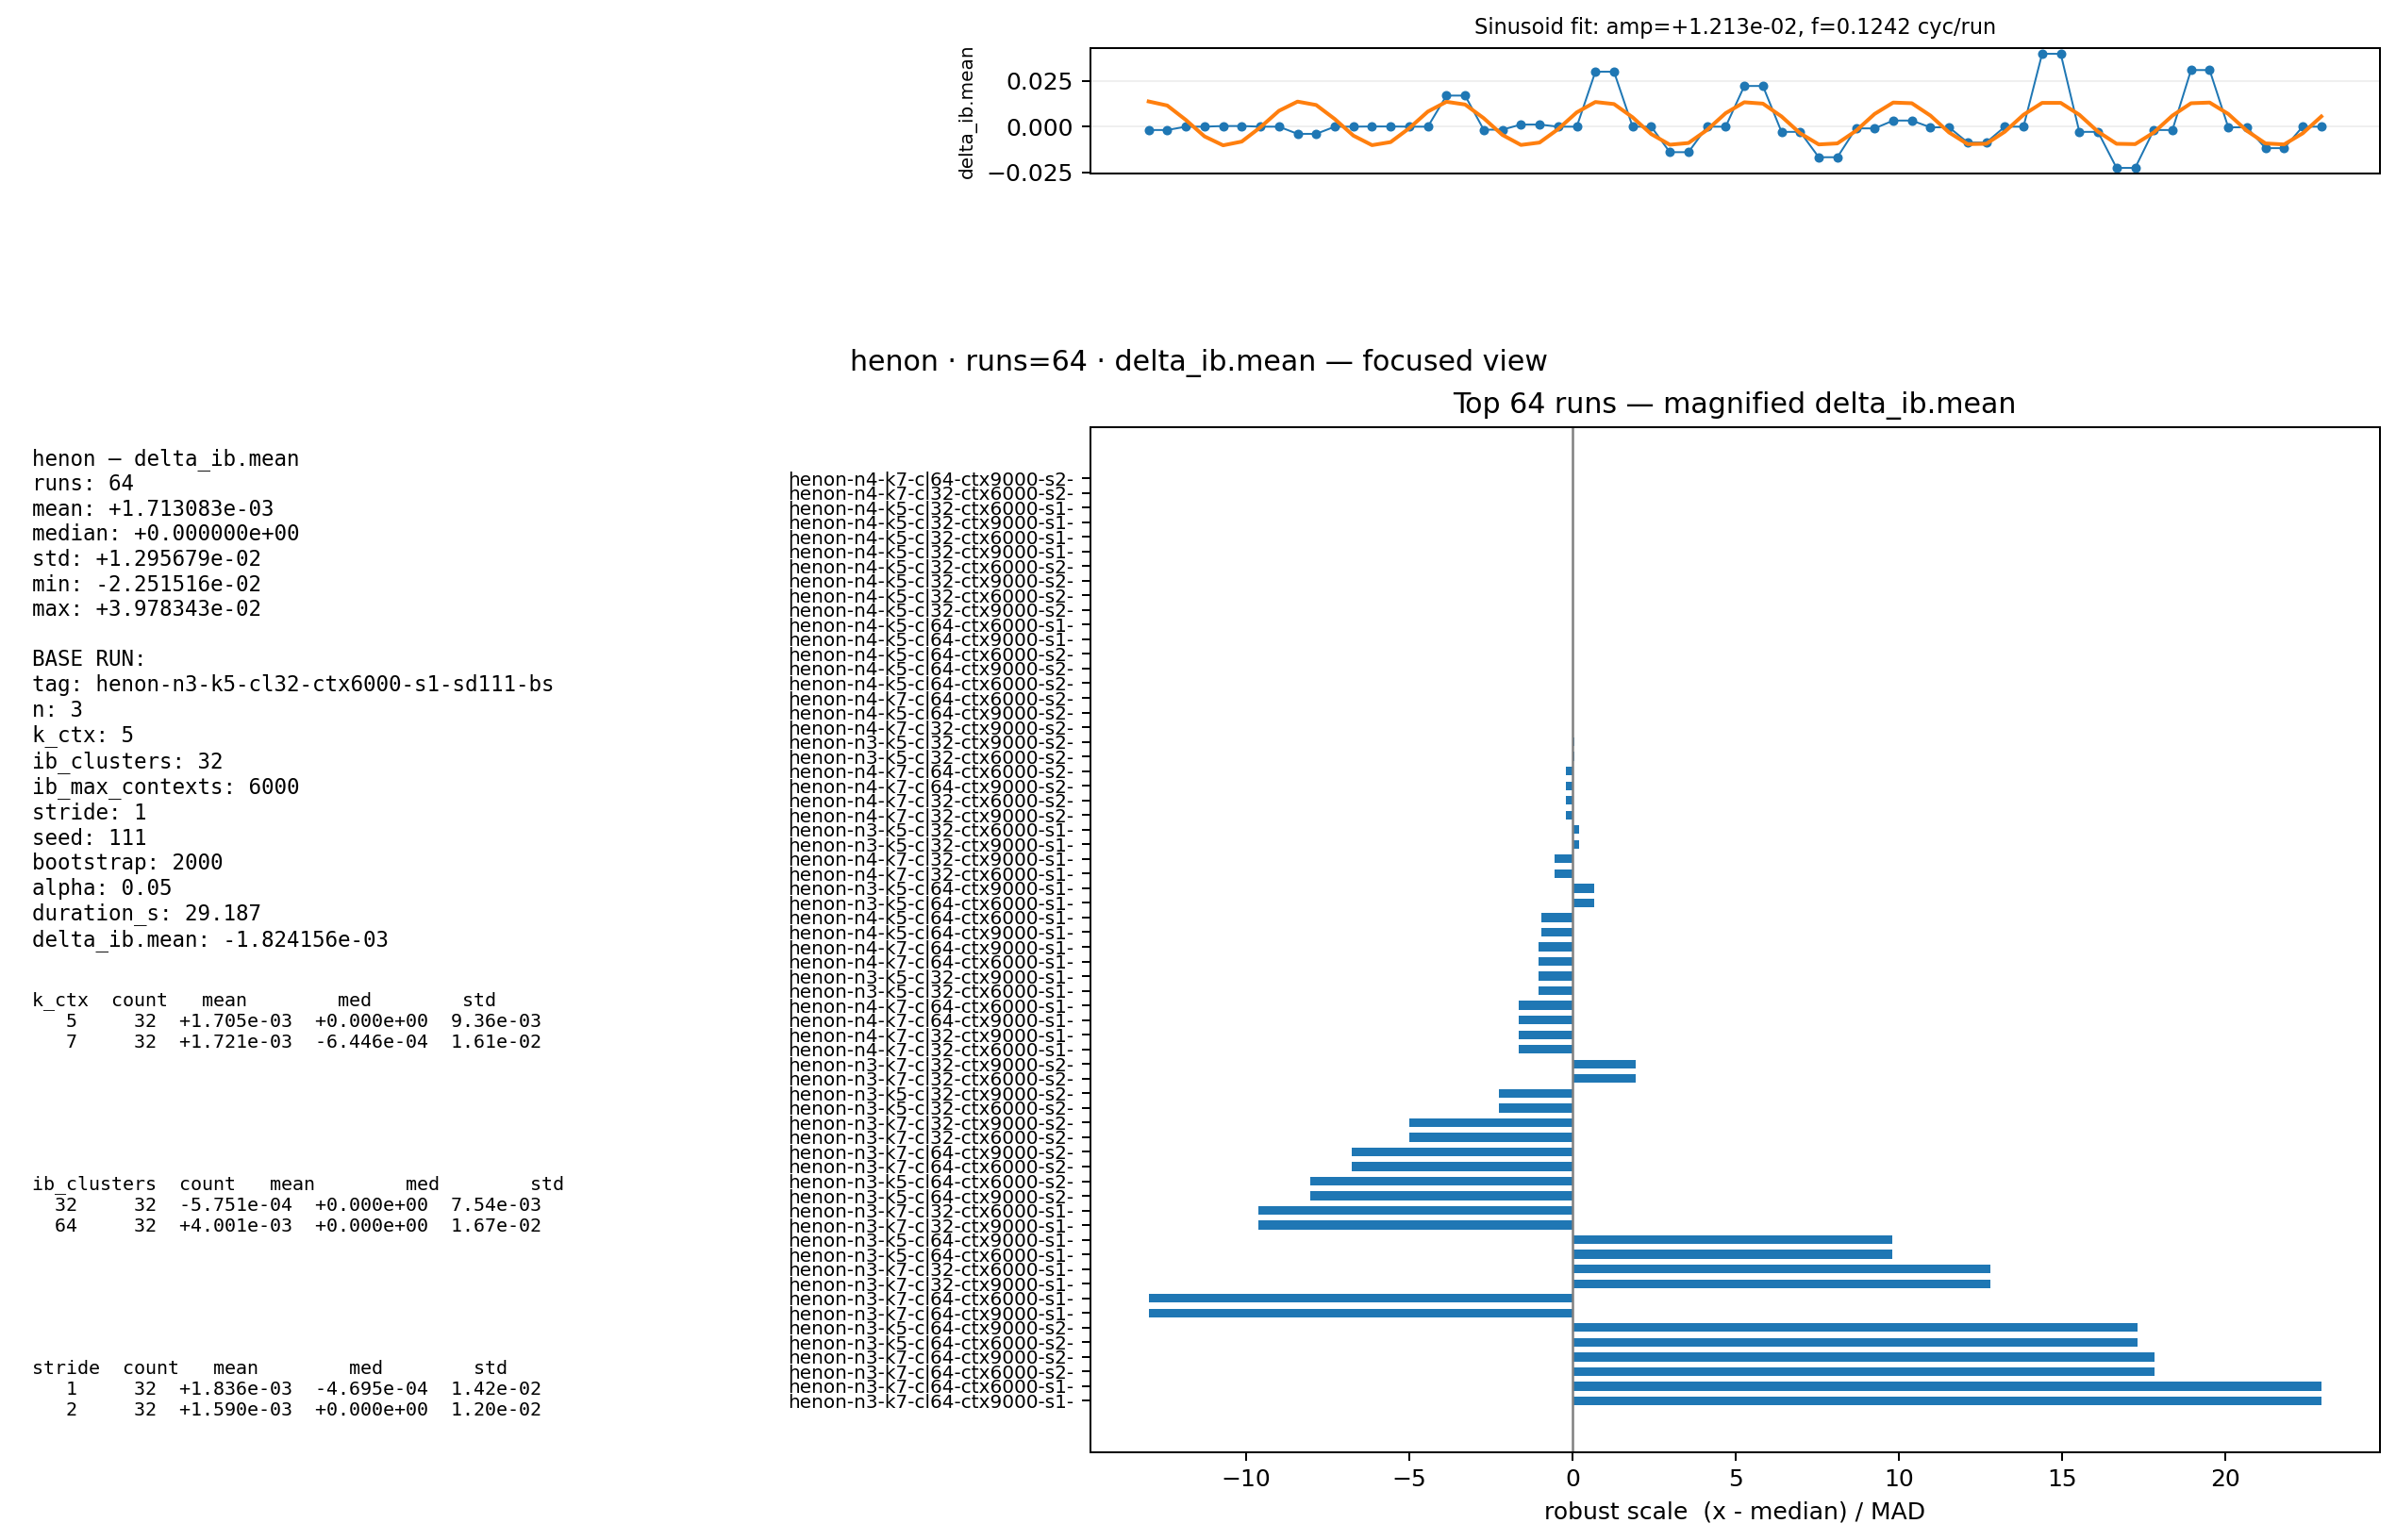 Sinusoid fit: amp=+1.213e-02, f=0.1242 cyc/run
delta_ib.mean
0.025
0.000
−0.025
henon · runs=64 · delta_ib.mean — focused view
Top 64 runs — magnified delta_ib.mean
henon — delta_ib.mean
runs: 64
mean: +1.713083e-03
median: +0.000000e+00
std: +1.295679e-02
min: -2.251516e-02
max: +3.978343e-02
BASE RUN:
tag: henon-n3-k5-cl32-ctx6000-s1-sd111-bs
n: 3
k_ctx: 5
ib_clusters: 32
ib_max_contexts: 6000
stride: 1
seed: 111
bootstrap: 2000
alpha: 0.05
duration_s: 29.187
delta_ib.mean: -1.824156e-03
k_ctx count mean med std
5 32 +1.705e-03 +0.000e+00 9.36e-03
7 32 +1.721e-03 -6.446e-04 1.61e-02
ib_clusters count mean med std
32 32 -5.751e-04 +0.000e+00 7.54e-03
64 32 +4.001e-03 +0.000e+00 1.67e-02
stride count mean med std
1 32 +1.836e-03 -4.695e-04 1.42e-02
2 32 +1.590e-03 +0.000e+00 1.20e-02
henon-n4-k7-cl64-ctx9000-s2-
henon-n4-k7-cl32-ctx6000-s2-
henon-n4-k5-cl32-ctx6000-s1-
henon-n4-k5-cl32-ctx9000-s1-
henon-n4-k5-cl32-ctx6000-s1-
henon-n4-k5-cl32-ctx9000-s1-
henon-n4-k5-cl32-ctx6000-s2-
henon-n4-k5-cl32-ctx9000-s2-
henon-n4-k5-cl32-ctx6000-s2-
henon-n4-k5-cl32-ctx9000-s2-
henon-n4-k5-cl64-ctx6000-s1-
henon-n4-k5-cl64-ctx9000-s1-
henon-n4-k5-cl64-ctx6000-s2-
henon-n4-k5-cl64-ctx9000-s2-
henon-n4-k5-cl64-ctx6000-s2-
henon-n4-k7-cl64-ctx6000-s2-
henon-n4-k5-cl64-ctx9000-s2-
henon-n4-k7-cl32-ctx9000-s2-
henon-n3-k5-cl32-ctx9000-s2-
henon-n3-k5-cl32-ctx6000-s2-
henon-n4-k7-cl64-ctx6000-s2-
henon-n4-k7-cl64-ctx9000-s2-
henon-n4-k7-cl32-ctx6000-s2-
henon-n4-k7-cl32-ctx9000-s2-
henon-n3-k5-cl32-ctx6000-s1-
henon-n3-k5-cl32-ctx9000-s1-
henon-n4-k7-cl32-ctx9000-s1-
henon-n4-k7-cl32-ctx6000-s1-
henon-n3-k5-cl64-ctx9000-s1-
henon-n3-k5-cl64-ctx6000-s1-
henon-n4-k5-cl64-ctx6000-s1-
henon-n4-k5-cl64-ctx9000-s1-
henon-n4-k7-cl64-ctx9000-s1-
henon-n4-k7-cl64-ctx6000-s1-
henon-n3-k5-cl32-ctx9000-s1-
henon-n3-k5-cl32-ctx6000-s1-
henon-n4-k7-cl64-ctx6000-s1-
henon-n4-k7-cl64-ctx9000-s1-
henon-n4-k7-cl32-ctx9000-s1-
henon-n4-k7-cl32-ctx6000-s1-
henon-n3-k7-cl32-ctx9000-s2-
henon-n3-k7-cl32-ctx6000-s2-
henon-n3-k5-cl32-ctx9000-s2-
henon-n3-k5-cl32-ctx6000-s2-
henon-n3-k7-cl32-ctx9000-s2-
henon-n3-k7-cl32-ctx6000-s2-
henon-n3-k7-cl64-ctx9000-s2-
henon-n3-k7-cl64-ctx6000-s2-
henon-n3-k5-cl64-ctx6000-s2-
henon-n3-k5-cl64-ctx9000-s2-
henon-n3-k7-cl32-ctx6000-s1-
henon-n3-k7-cl32-ctx9000-s1-
henon-n3-k5-cl64-ctx9000-s1-
henon-n3-k5-cl64-ctx6000-s1-
henon-n3-k7-cl32-ctx6000-s1-
henon-n3-k7-cl32-ctx9000-s1-
henon-n3-k7-cl64-ctx6000-s1-
henon-n3-k7-cl64-ctx9000-s1-
henon-n3-k5-cl64-ctx9000-s2-
henon-n3-k5-cl64-ctx6000-s2-
henon-n3-k7-cl64-ctx9000-s2-
henon-n3-k7-cl64-ctx6000-s2-
henon-n3-k7-cl64-ctx6000-s1-
henon-n3-k7-cl64-ctx9000-s1-
−10 −5 0 5 10 15 20
robust scale (x - median) / MAD